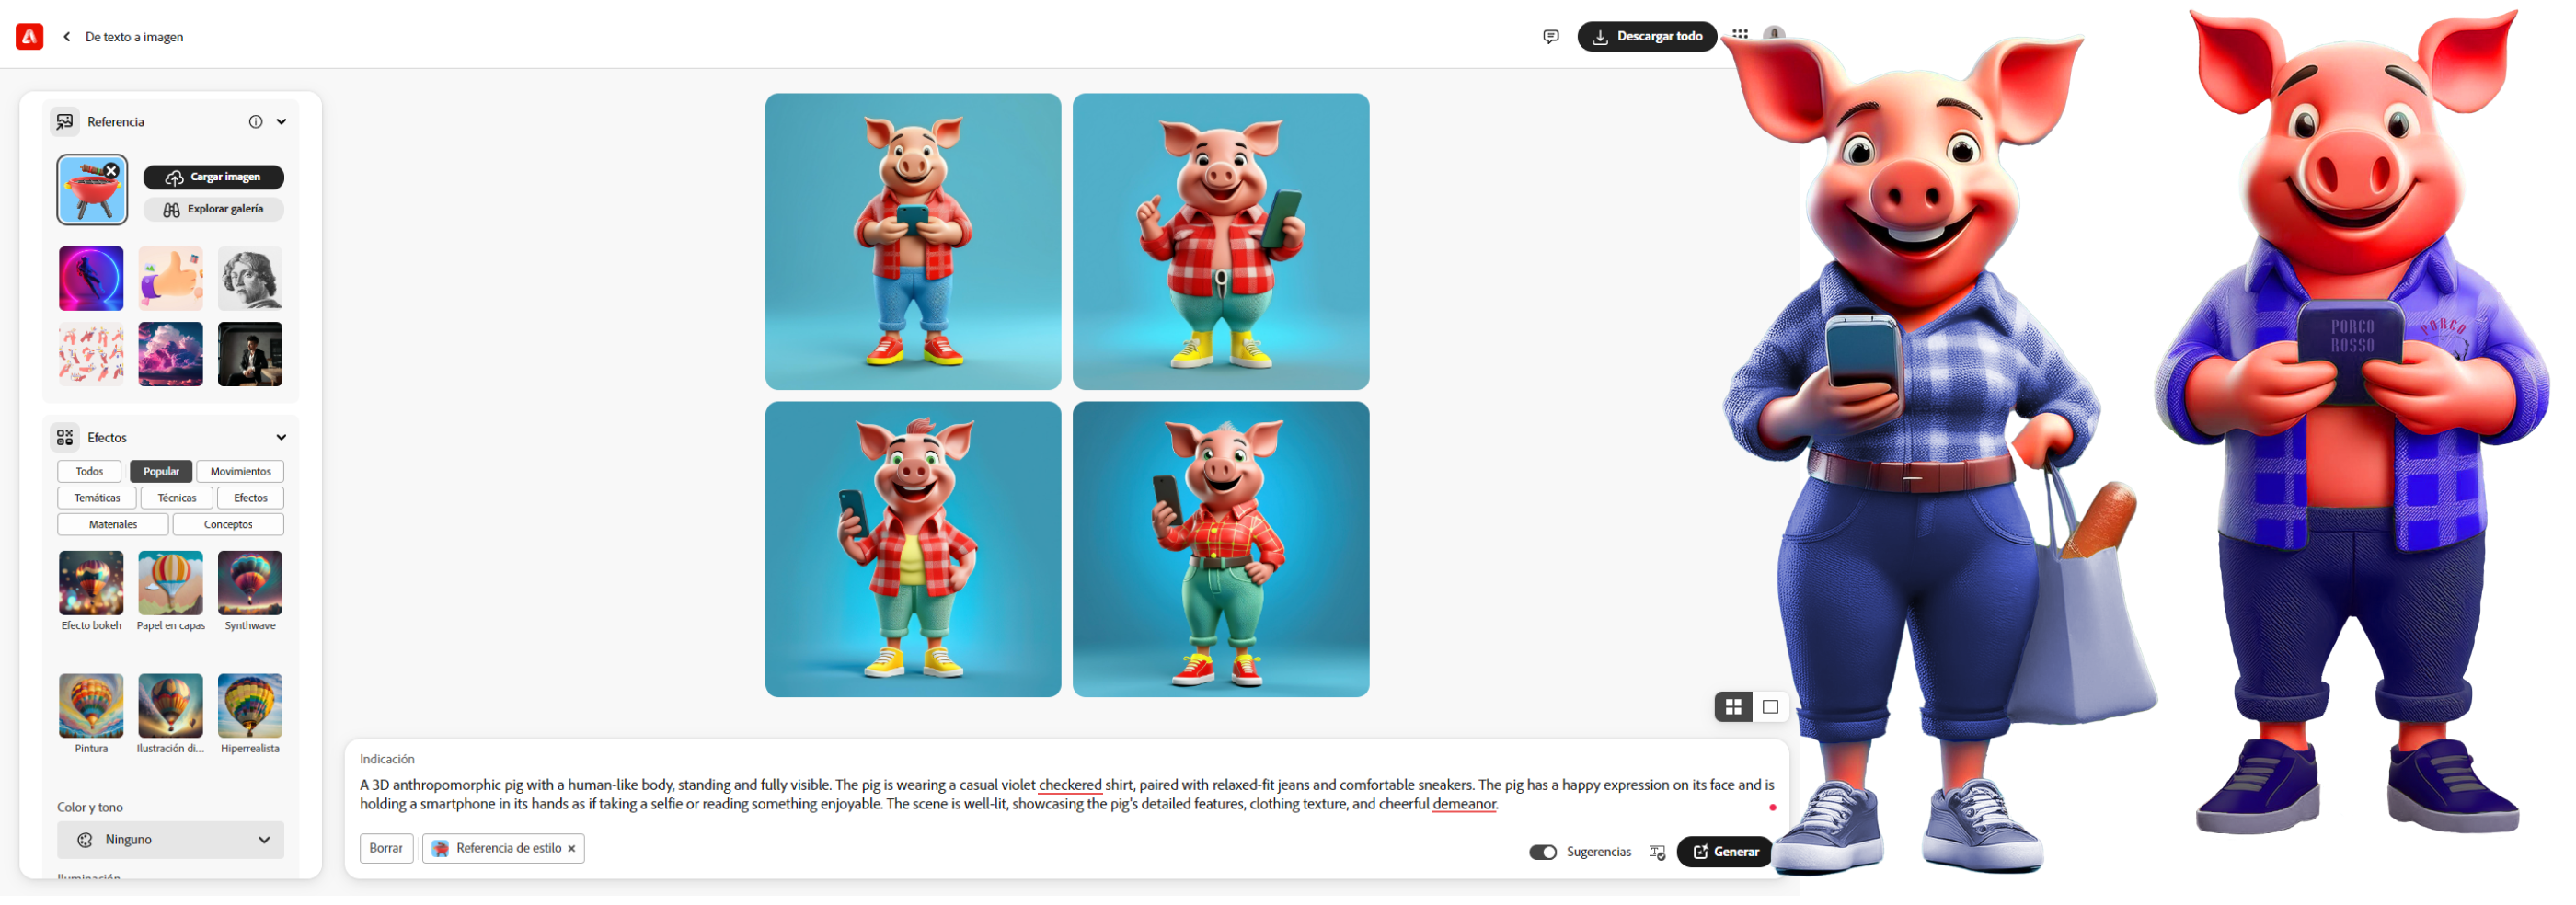 De texto a imagen
Descargar todo
Referencia
Cargar imagen
Explorar galería
Efectos
Todos
Popular
Movimientos
Temáticas
Técnicas
Efectos
Materiales
Conceptos
Efecto bokeh
Papel en capas
Synthwave
Pintura
Ilustración di...
Hiperrealista
Color y tono
Ninguno
Iluminación
Indicación
A 3D anthropomorphic pig with a human-like body, standing and fully visible. The pig is wearing a casual violet checkered shirt, paired with relaxed-fit jeans and comfortable sneakers. The pig has a happy expression on its face and is
holding a smartphone in its hands as if taking a selfie or reading something enjoyable. The scene is well-lit, showcasing the pig's detailed features, clothing texture, and cheerful demeanor.
Borrar
Referencia de estilo
Sugerencias
Generar
PORCO
ROSSO
PORCO